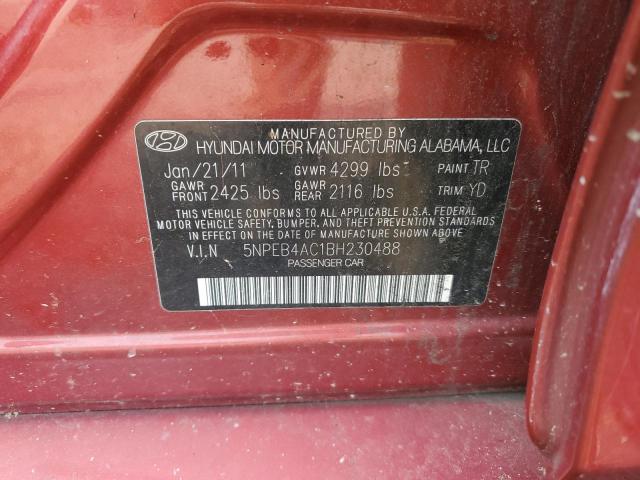 MANUFACTURED BY
HYUNDAI MOTOR MANUFACTURING ALABAMA, LLC
Jan/21/11 GVWR 4299 lbs PAINT TR
GAWR FRONT 2425 lbs GAWR REAR 2116 lbs TRIM YD
THIS VEHICLE CONFORMS TO ALL APPLICABLE U.S.A. FEDERAL
MOTOR VEHICLE SAFETY, BUMPER, AND THEFT PREVENTION STANDARDS
IN EFFECT ON THE DATE OF MANUFACTURE SHOWN ABOVE.
V.I.N 5NPEB4AC1BH230488
PASSENGER CAR